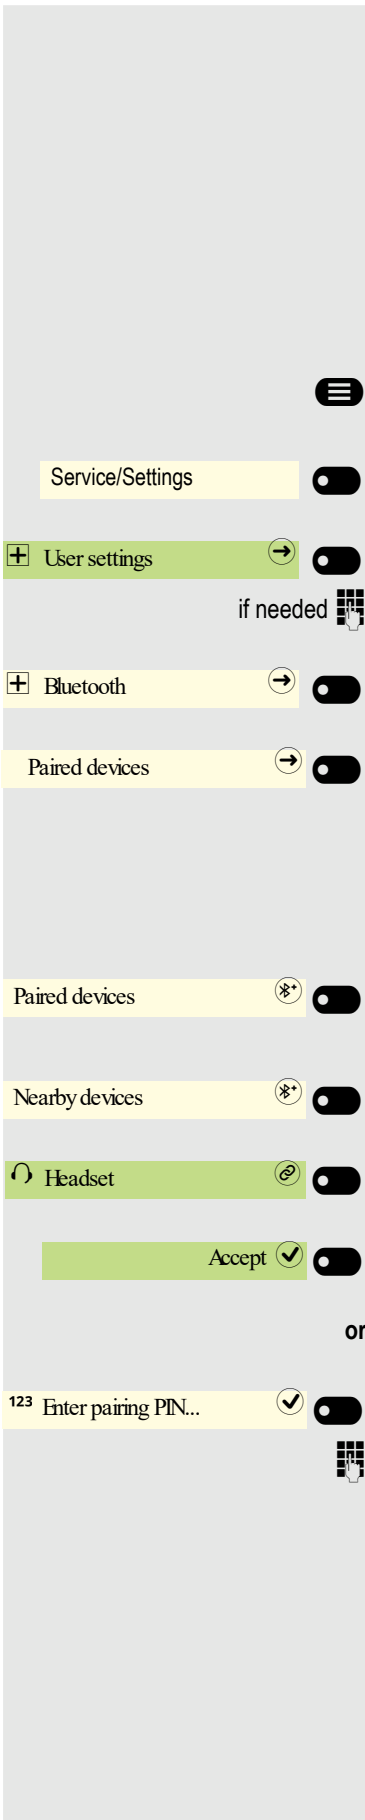 Service/Settings
User settings
if needed
Bluetooth
Paired devices
Paired devices
Nearby devices
Headset
Accept
or
123 Enter pairing PIN...